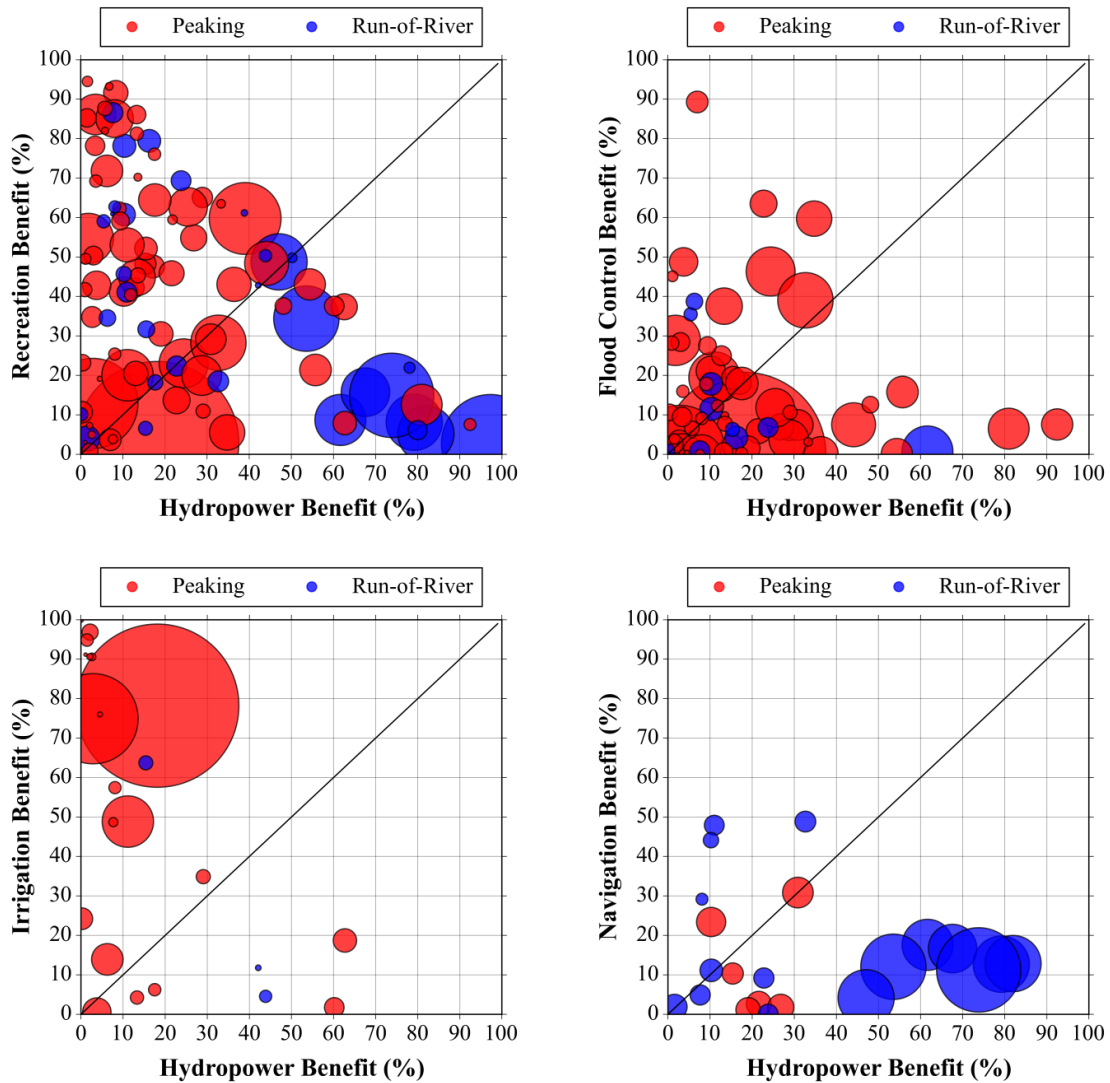 Peaking Run-of-River
100
90
80
70
60
50
40
30
20
10
0
Recreation Benefit (%)
0 10 20 30 40 50 60 70 80 90 100
Hydropower Benefit (%)
Peaking Run-of-River
100
90
80
70
60
50
40
30
20
10
0
Flood Control Benefit (%)
0 10 20 30 40 50 60 70 80 90 100
Hydropower Benefit (%)
Peaking Run-of-River
100
90
80
70
60
50
40
30
20
10
0
Irrigation Benefit (%)
0 10 20 30 40 50 60 70 80 90 100
Hydropower Benefit (%)
Peaking Run-of-River
100
90
80
70
60
50
40
30
20
10
0
Navigation Benefit (%)
0 10 20 30 40 50 60 70 80 90 100
Hydropower Benefit (%)